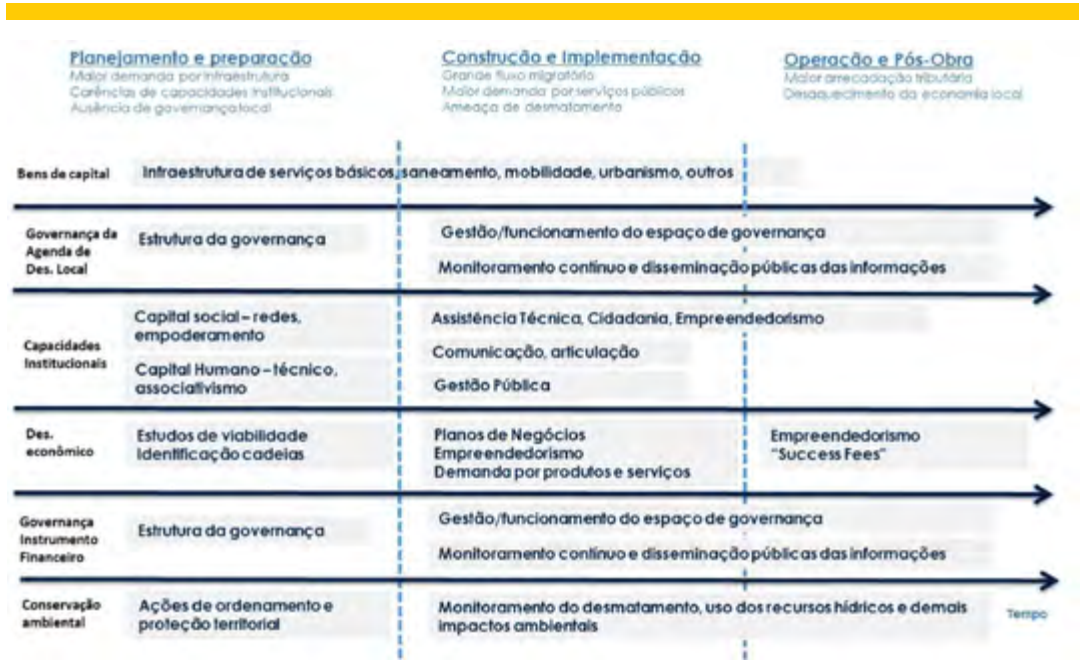 Planejamento e preparação
Maior demanda por infraestrutura
Carências de capacidades institucionais
Ausência de governança local
Construção e Implementação
Grande fluxo migratório
Maior demanda por serviços públicos
Ameaça de desmatamento
Operação e Pós-Obra
Maior arrecadação tributária
Desaquecimento da economia local
Bens de capital
Infraestrutura de serviços básicos, saneamento, mobilidade, urbanismo, outros
Governança da
Agenda de
Des. Local
Estrutura da governança
Gestão/funcionamento do espaço de governança
Monitoramento contínuo e disseminação públicas das informações
Capacidades
Institucionais
Capital social – redes,
empoderamento
Capital Humano – técnico,
associativismo
Assistência Técnica, Cidadania, Empreendedorismo
Comunicação, articulação
Gestão Pública
Des.
econômico
Estudos de viabilidade
Identificação cadeias
Planos de Negócios
Empreendedorismo
Demanda por produtos e serviços
Empreendedorismo
"Success Fees"
Governança
Instrumento
Financeiro
Estrutura da governança
Gestão/funcionamento do espaço de governança
Monitoramento contínuo e disseminação públicas das informações
Conservação
ambiental
Ações de ordenamento e
proteção territorial
Monitoramento do desmatamento, uso dos recursos hídricos e demais
impactos ambientais
Tempo